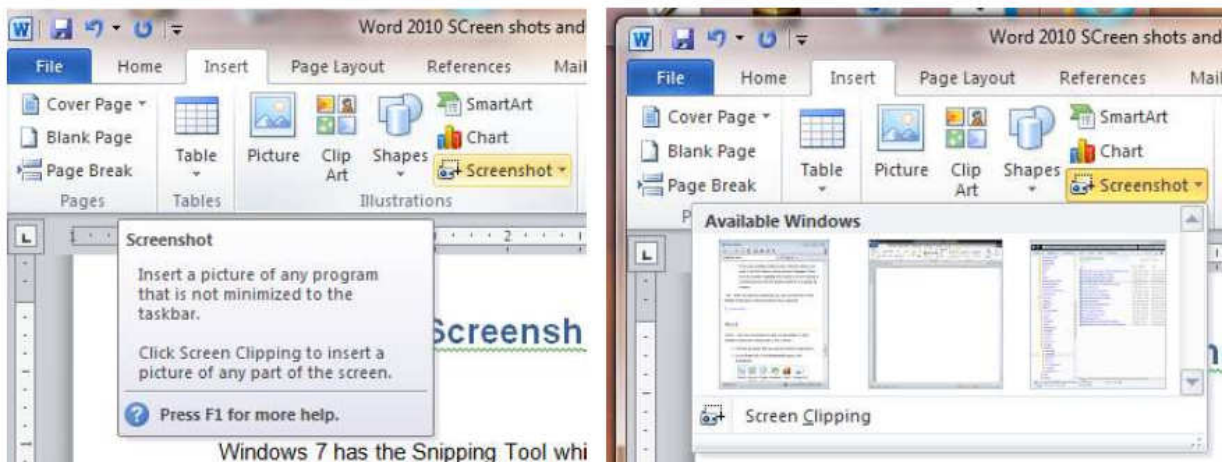 Word 2010 SCreen shots and
File Home Insert Page Layout References Mail
Cover Page
Blank Page
Page Break
Pages
Table
Tables
Picture
Clip Art
Shapes
SmartArt
Chart
Screenshot
Illustrations
2
Screenshot
Insert a picture of any program
that is not minimized to the
taskbar.
Click Screen Clipping to insert a
picture of any part of the screen.
Press F1 for more help.
Screensh
Windows 7 has the Snipping Tool whi
Word 2010 SCreen shots and
File Home Insert Page Layout References Mail
Cover Page
Blank Page
Page Break
P
Table
Picture
Clip Art
Shapes
SmartArt
Chart
Screenshot
Available Windows
Screen Clipping